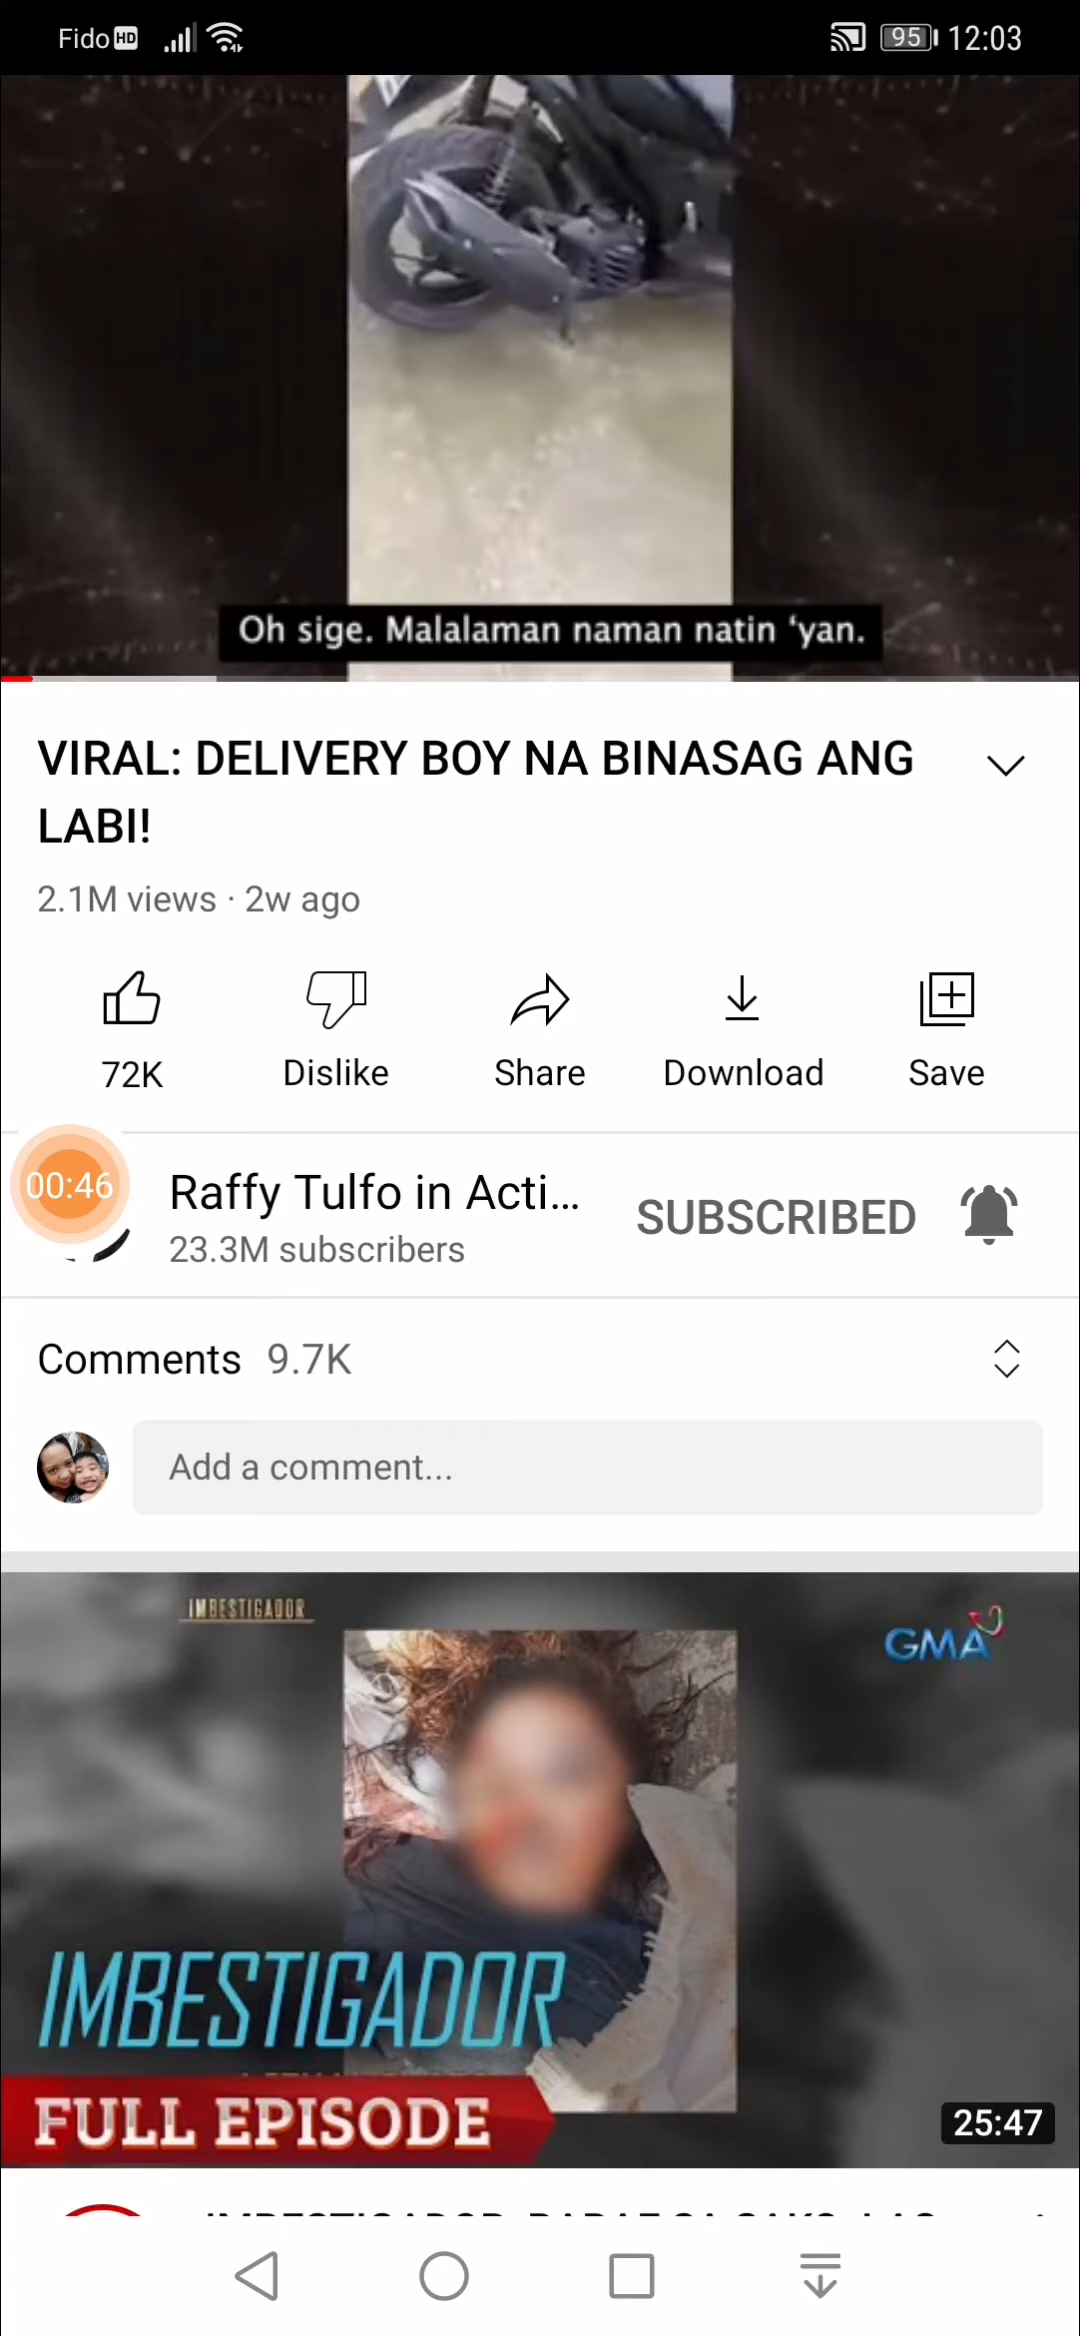 Fido HD 95 12:03
Oh sige. Malalaman naman natin ‘yan.
VIRAL: DELIVERY BOY NA BINASAG ANG
LABI!
2.1M views · 2w ago
72K Dislike Share Download Save
00:46
Raffy Tulfo in Acti... SUBSCRIBED
23.3M subscribers
Comments 9.7K
Add a comment...
IMBESTIGADOR
GMA
IMBESTIGADOR
FULL EPISODE
25:47